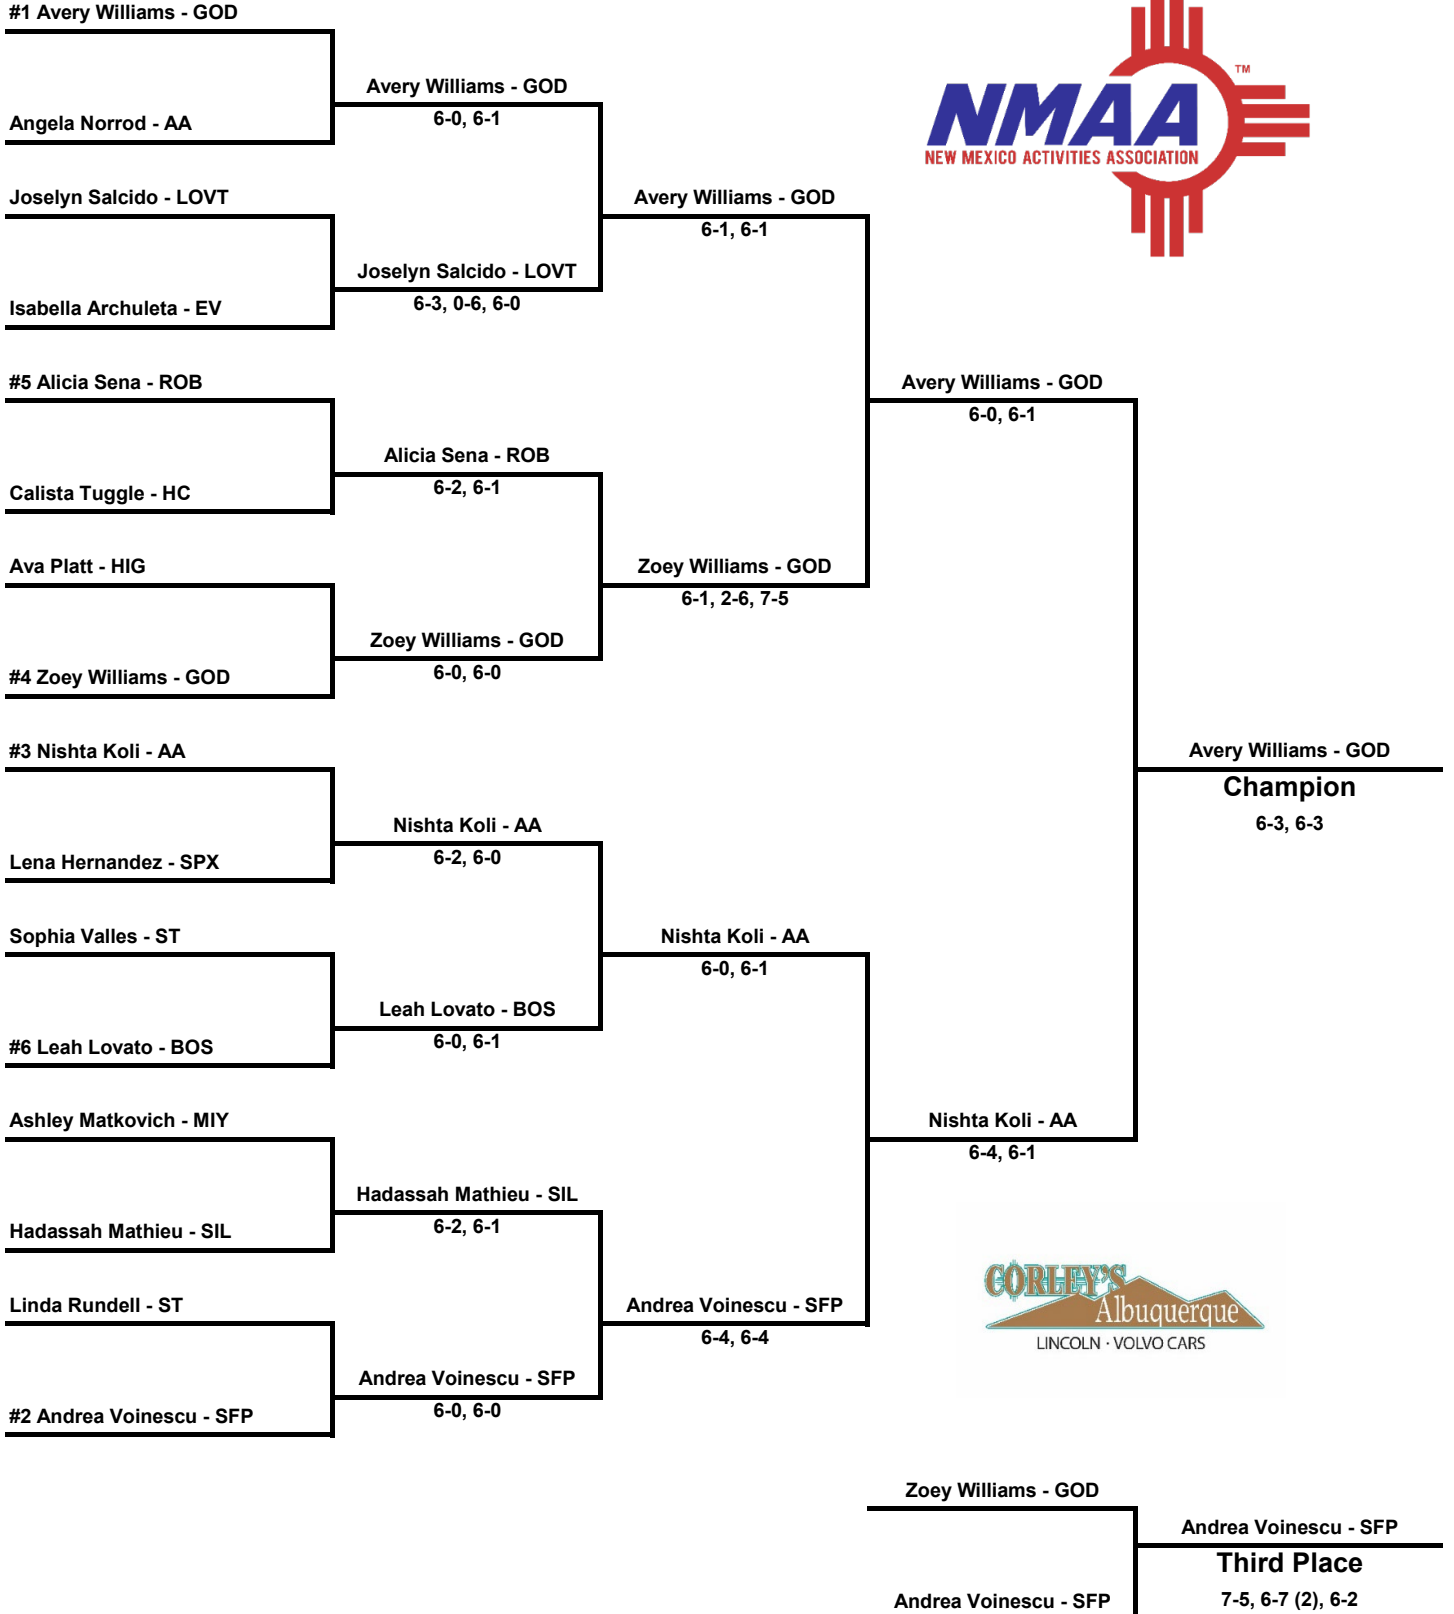 #1 Avery Williams - GOD
Avery Williams - GOD
6-0, 6-1
Angela Norrod - AA
Joselyn Salcido - LOVT
Avery Williams - GOD
6-1, 6-1
Joselyn Salcido - LOVT
6-3, 0-6, 6-0
Isabella Archuleta - EV
NMAA
TM
NEW MEXICO ACTIVITIES ASSOCIATION
#5 Alicia Sena - ROB
Avery Williams - GOD
6-0, 6-1
Alicia Sena - ROB
6-2, 6-1
Calista Tuggle - HC
Ava Platt - HIG
Zoey Williams - GOD
6-1, 2-6, 7-5
Zoey Williams - GOD
6-0, 6-0
#4 Zoey Williams - GOD
#3 Nishta Koli - AA
Avery Williams - GOD
Champion
6-3, 6-3
Nishta Koli - AA
6-2, 6-0
Lena Hernandez - SPX
Sophia Valles - ST
Nishta Koli - AA
6-0, 6-1
Leah Lovato - BOS
6-0, 6-1
#6 Leah Lovato - BOS
Ashley Matkovich - MIY
Nishta Koli - AA
6-4, 6-1
Hadassah Mathieu - SIL
6-2, 6-1
Hadassah Mathieu - SIL
Linda Rundell - ST
Andrea Voinescu - SFP
6-4, 6-4
CORLEY'S
Albuquerque
LINCOLN · VOLVO CARS
Andrea Voinescu - SFP
6-0, 6-0
#2 Andrea Voinescu - SFP
Zoey Williams - GOD
Andrea Voinescu - SFP
Third Place
7-5, 6-7 (2), 6-2
Andrea Voinescu - SFP